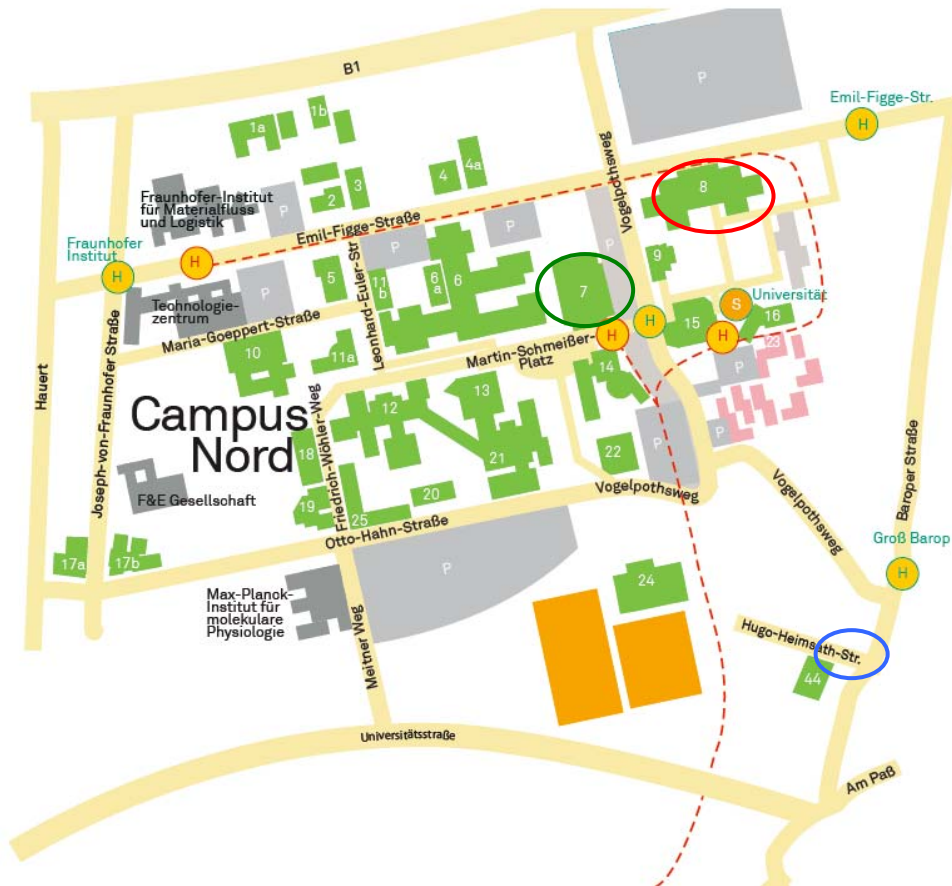 B1
P
Emil-Figge-Str.
H
1b
1a
Vogelpothsweg
4a
4
3
2
8
Fraunhofer-Institut
für Materialfluss
und Logistik
P
Emil-Figge-Straße
P
P
P
Fraunhofer
Institut
H
H
9
5
11
b
6
a
6
7
Universität
S
Technologie-
zentrum
P
Leonhard-Euler-Str.
H
H
15
16
H
Maria-Goeppert-Straße
10
11a
Martin-Schmeißer-
Platz
14
23
P
Hauert
Joseph-von-Fraunhofer Straße
Campus
Nord
Friedrich-Wöhler-Weg
12
13
P
P
18
21
22
Baroper Straße
F&E Gesellschaft
19
20
25
Vogelpothsweg
Vogelpothsweg
Otto-Hahn-Straße
Groß Barop
H
17a
17b
P
24
Max-Planck-
Institut für
molekulare
Physiologie
Meitner Weg
Hugo-Heimsath-Str.
44
Universitätsstraße
Am Paß